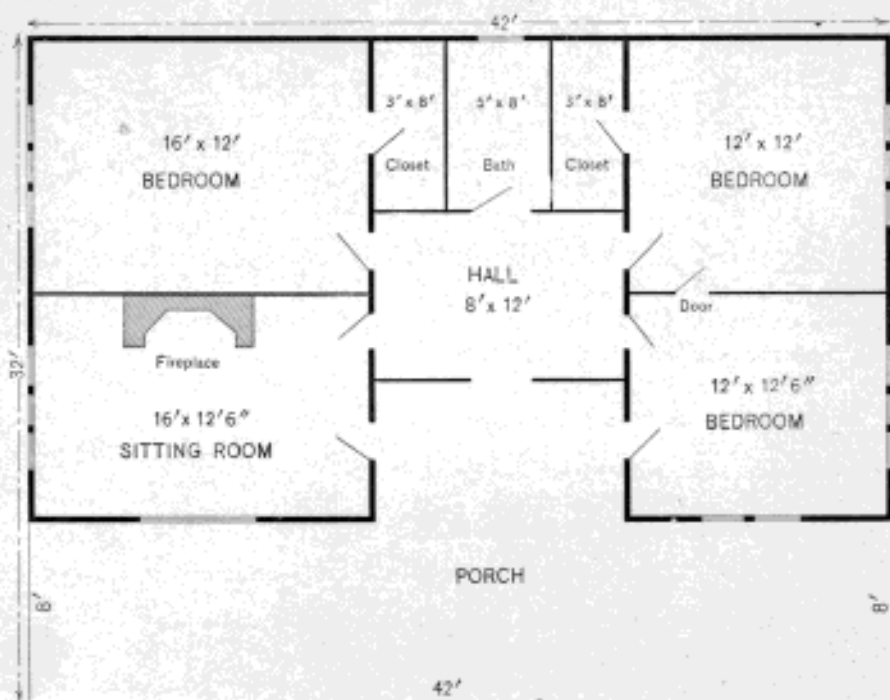 42'
3' x 8'
5' x 8'
3' x 8'
16' x 12'
BEDROOM
Closet
Bath
Closet
12' x 12'
BEDROOM
HALL
8' x 12'
Door
Fireplace
32'
16' x 12'6"
SITTING ROOM
12' x 12'6"
BEDROOM
PORCH
8'
8'
42'